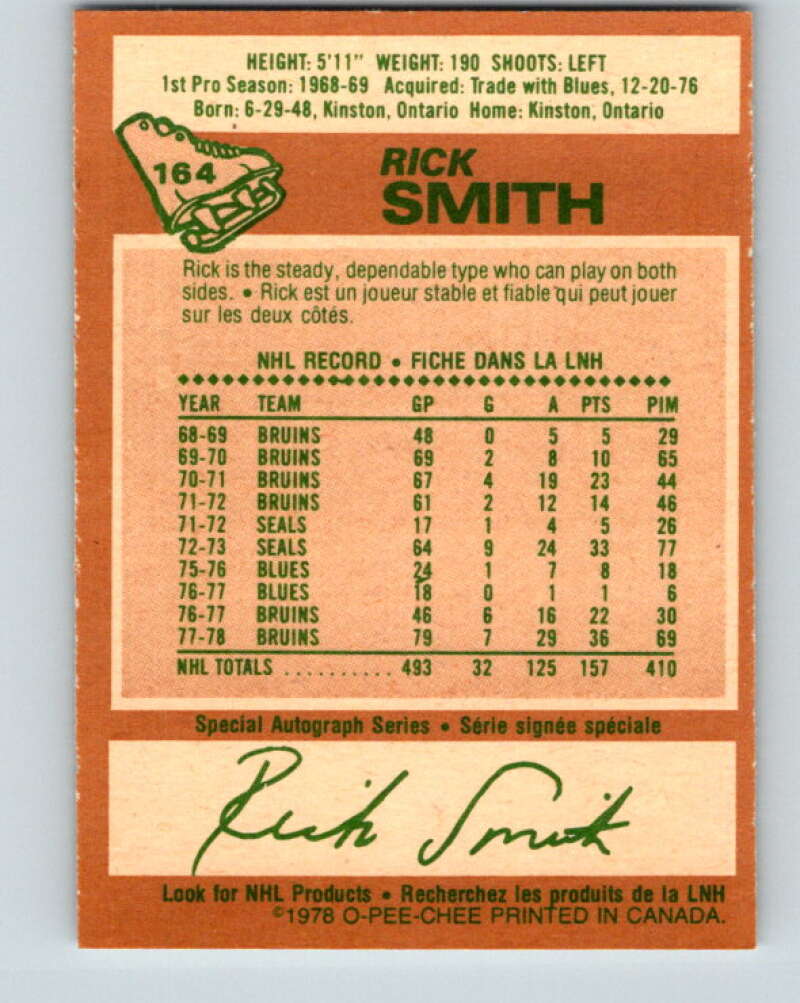 HEIGHT: 5'11" WEIGHT: 190 SHOOTS: LEFT
1st Pro Season: 1968-69 Acquired: Trade with Blues, 12-20-76
Born: 6-29-48, Kinston, Ontario Home: Kinston, Ontario
164
RICK
SMITH
Rick is the steady, dependable type who can play on both
sides. • Rick est un joueur stable et fiable qui peut jouer
sur les deux côtés.
NHL RECORD • FICHE DANS LA LNH
YEAR TEAM GP G A PTS PIM
68-69 BRUINS 48 0 5 5 29
69-70 BRUINS 69 2 8 10 65
70-71 BRUINS 67 4 19 23 44
71-72 BRUINS 61 2 12 14 46
71-72 SEALS 17 1 4 5 26
72-73 SEALS 64 9 24 33 77
75-76 BLUES 24 1 7 8 18
76-77 BLUES 18 0 1 1 6
76-77 BRUINS 46 6 16 22 30
77-78 BRUINS 79 7 29 36 69
NHL TOTALS .......... 493 32 125 157 410
Special Autograph Series • Série signée spéciale
Rick Smith
Look for NHL Products • Recherchez les produits de la LNH
©1978 O-PEE-CHEE PRINTED IN CANADA.